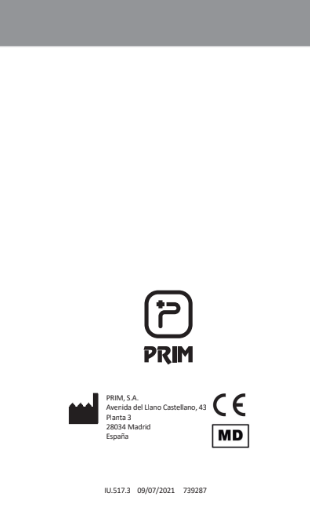 PRIM
PRIM, S.A.
Avenida del Llano Castellano, 43
Planta 3
28034 Madrid
España
CE
MD
IU.517.3 09/07/2021 739287